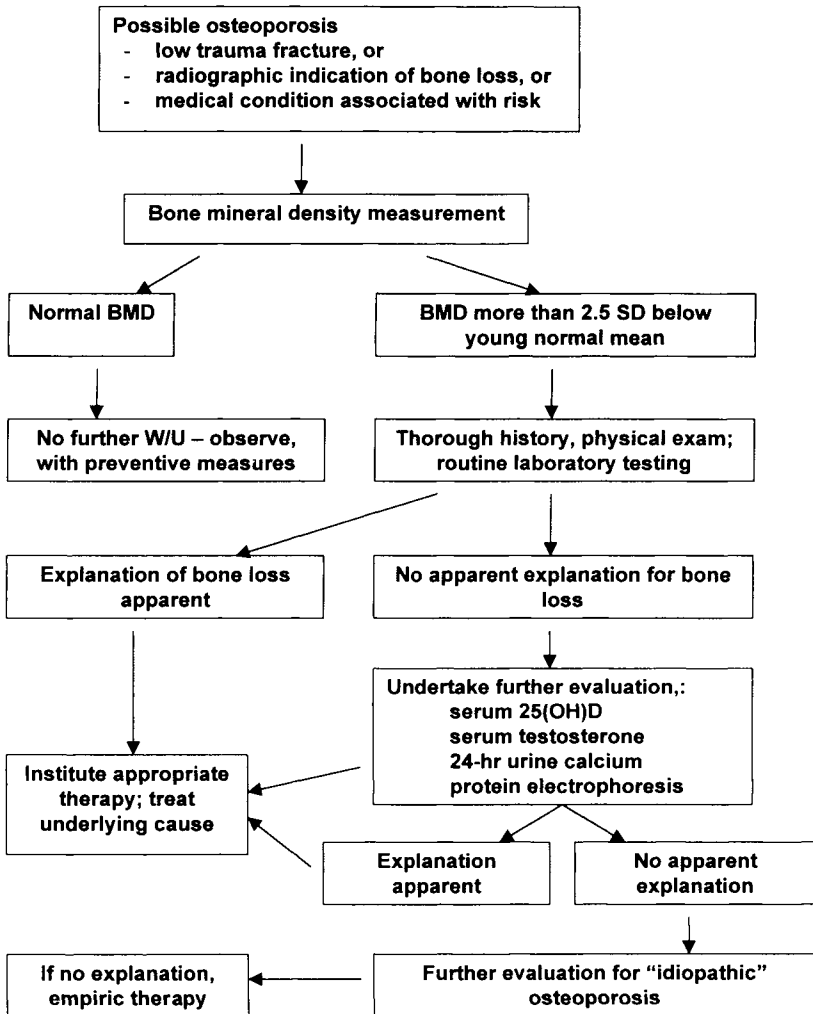 Possible osteoporosis
- low trauma fracture, or
- radiographic indication of bone loss, or
- medical condition associated with risk
Bone mineral density measurement
Normal BMD
BMD more than 2.5 SD below
young normal mean
No further W/U – observe,
with preventive measures
Thorough history, physical exam;
routine laboratory testing
Explanation of bone loss
apparent
No apparent explanation for bone
loss
Undertake further evaluation,:
serum 25(OH)D
serum testosterone
24-hr urine calcium
protein electrophoresis
Institute appropriate
therapy; treat
underlying cause
Explanation
apparent
No apparent
explanation
If no explanation,
empiric therapy
Further evaluation for “idiopathic”
osteoporosis